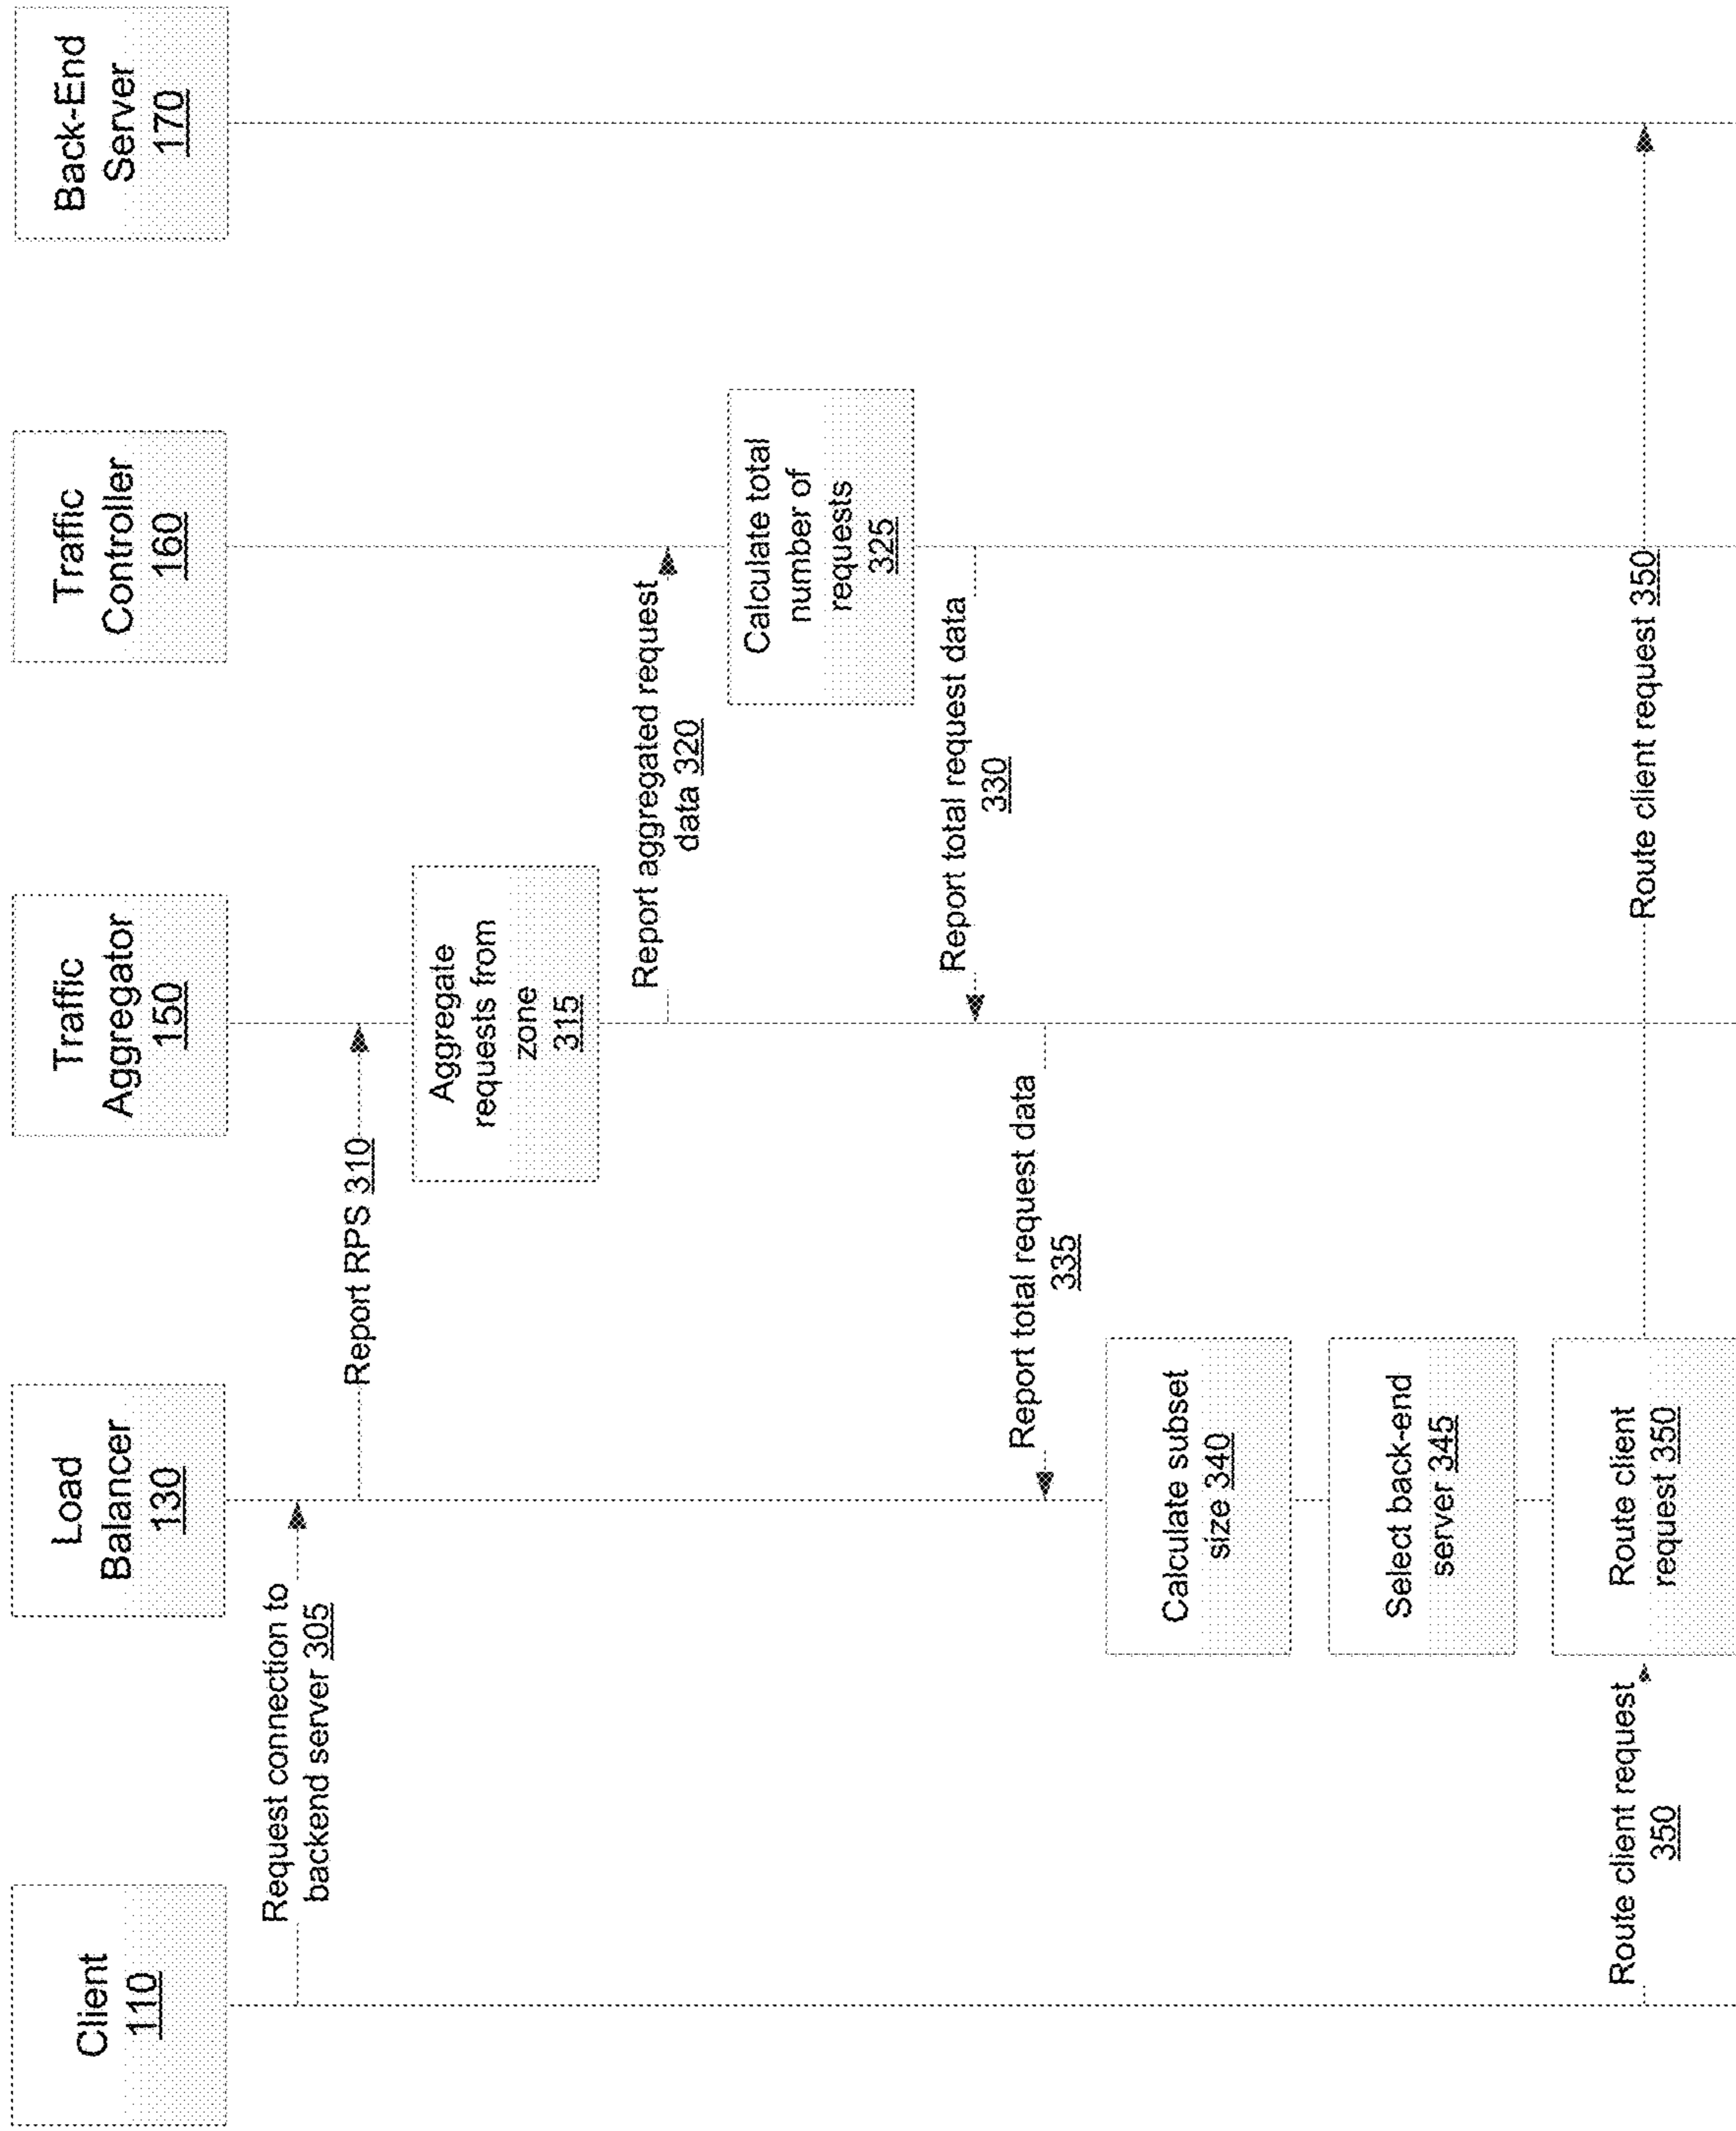 Client
110
Load
Balancer
130
Traffic
Aggregator
150
Traffic
Controller
160
Back-End
Server
170
Request connection to
backend server 305
Report RPS 310
Aggregate
requests from
zone
315
Report aggregated request
data 320
Calculate total
number of
requests
325
Report total request data
330
Report total request data
335
Calculate subset
size 340
Select back-end
server 345
Route client request
350
Route client
request 350
Route client request 350